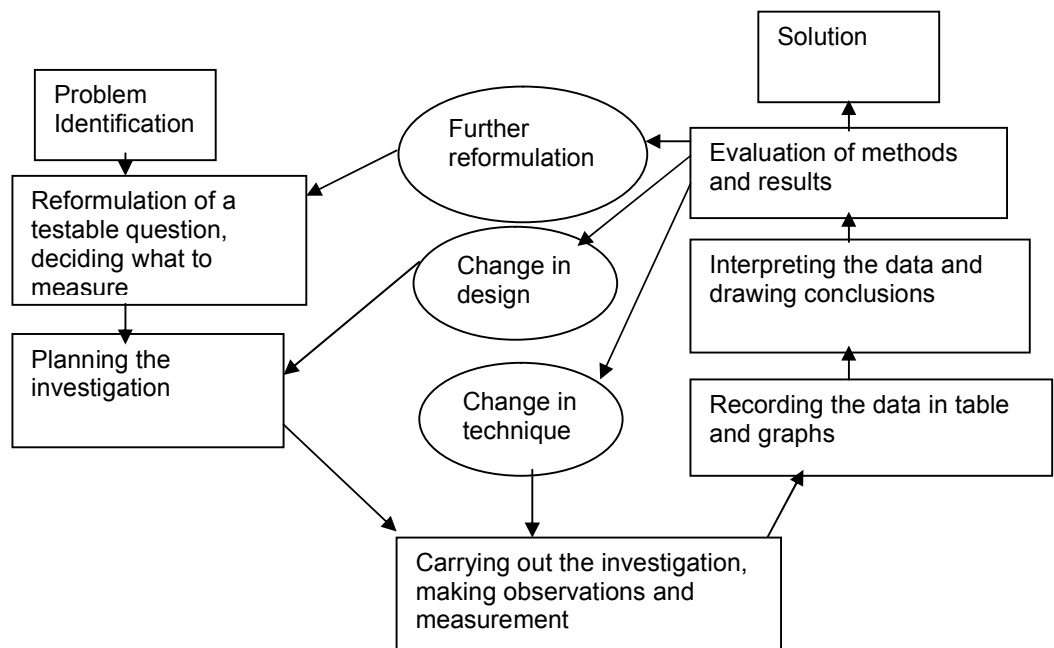 Problem
Identification
Reformulation of a
testable question,
deciding what to
measure
Planning the
investigation
Further
reformulation
Change in
design
Change in
technique
Carrying out the investigation,
making observations and
measurement
Recording the data in table
and graphs
Interpreting the data and
drawing conclusions
Evaluation of methods
and results
Solution